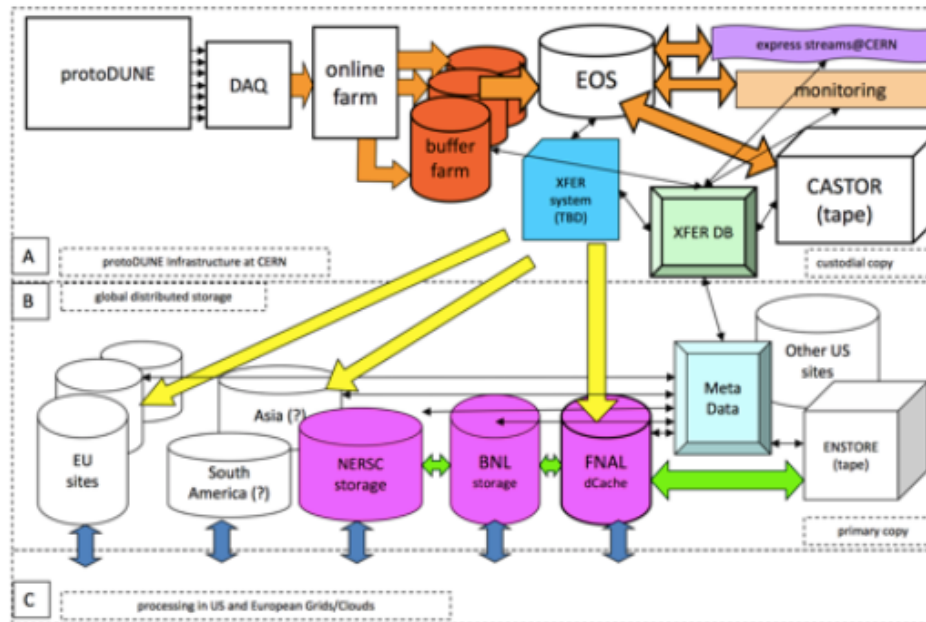 protoDUNE
DAQ
online
farm
buffer
farm
EOS
express streams@CERN
monitoring
XFER
system
(TBD)
XFER DB
CASTOR
(tape)
A
protoDUNE Infrastructure at CERN
custodial copy
B
global distributed storage
EU
sites
Asia (?)
South
America (?)
NERSC
storage
BNL
storage
FNAL
dCache
Meta
Data
Other US
sites
ENSTORE
(tape)
primary copy
C
processing in US and European Grids/Clouds